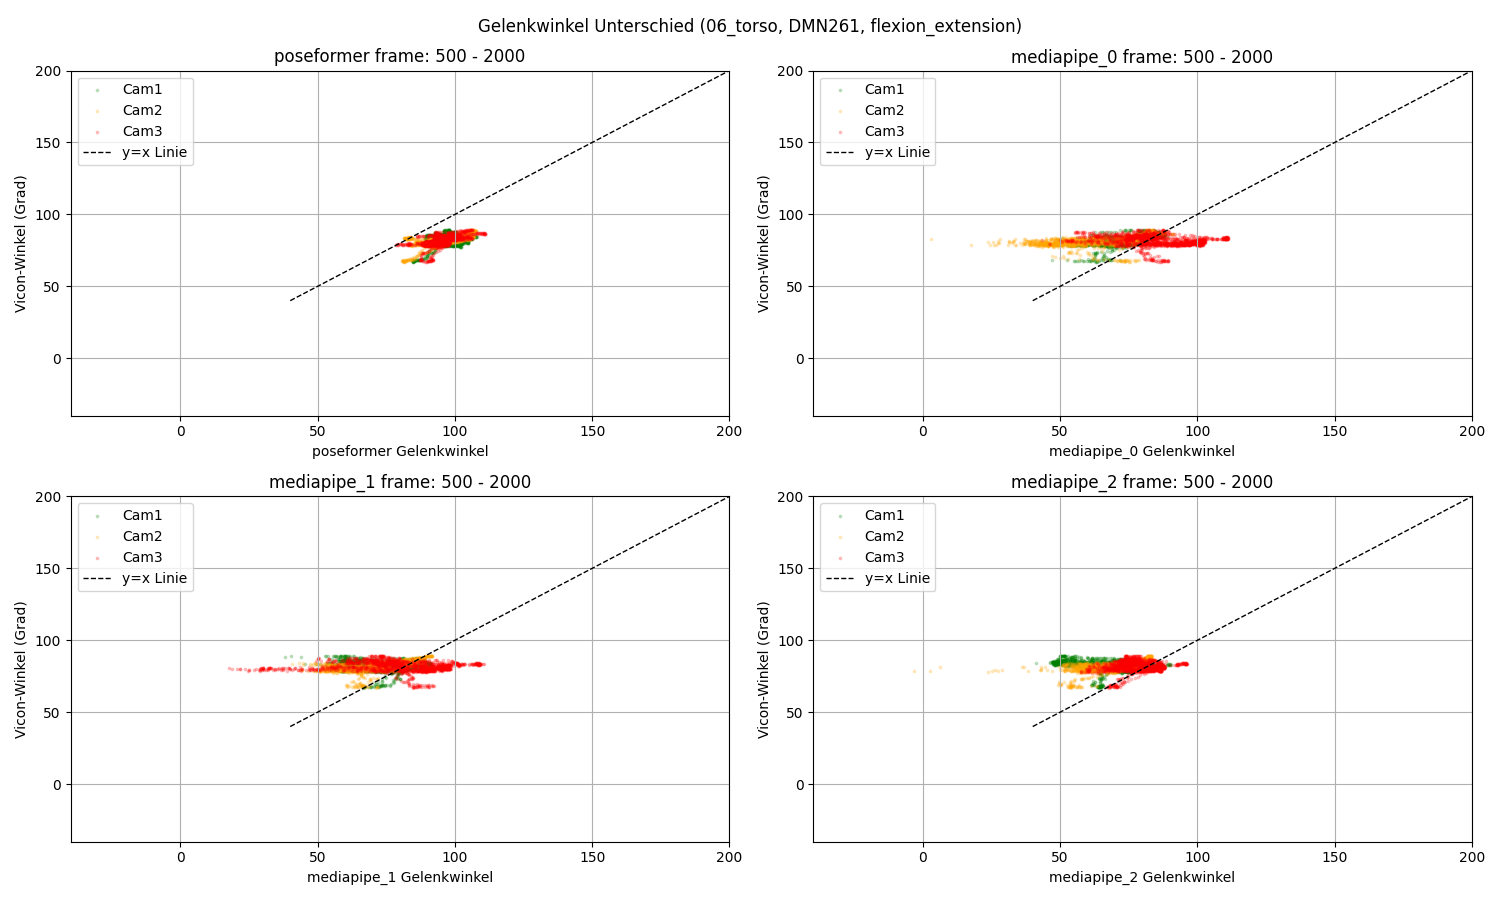 Gelenkwinkel Unterschied (06_torso, DMN261, flexion_extension)
poseformer frame: 500 - 2000
Cam1
Cam2
Cam3
y=x Linie
200
150
100
50
0
Vicon-Winkel (Grad)
0 50 100 150 200
poseformer Gelenkwinkel
mediapipe_0 frame: 500 - 2000
Cam1
Cam2
Cam3
y=x Linie
200
150
100
50
0
Vicon-Winkel (Grad)
0 50 100 150 200
mediapipe_0 Gelenkwinkel
mediapipe_1 frame: 500 - 2000
Cam1
Cam2
Cam3
y=x Linie
200
150
100
50
0
Vicon-Winkel (Grad)
0 50 100 150 200
mediapipe_1 Gelenkwinkel
mediapipe_2 frame: 500 - 2000
Cam1
Cam2
Cam3
y=x Linie
200
150
100
50
0
Vicon-Winkel (Grad)
0 50 100 150 200
mediapipe_2 Gelenkwinkel